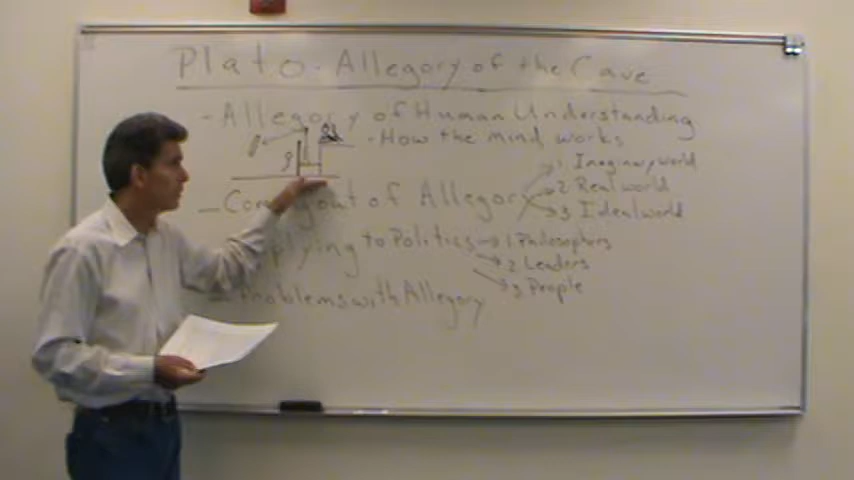 Plato - Allegory of the Cave
- Allegory of Human Understanding
- How the mind works
1. Imaginary world
- out of Allegory
2. Real world
3. Ideal world
to Politics
1. Philosophers
2. Leaders
3 People
- Problems with Allegory